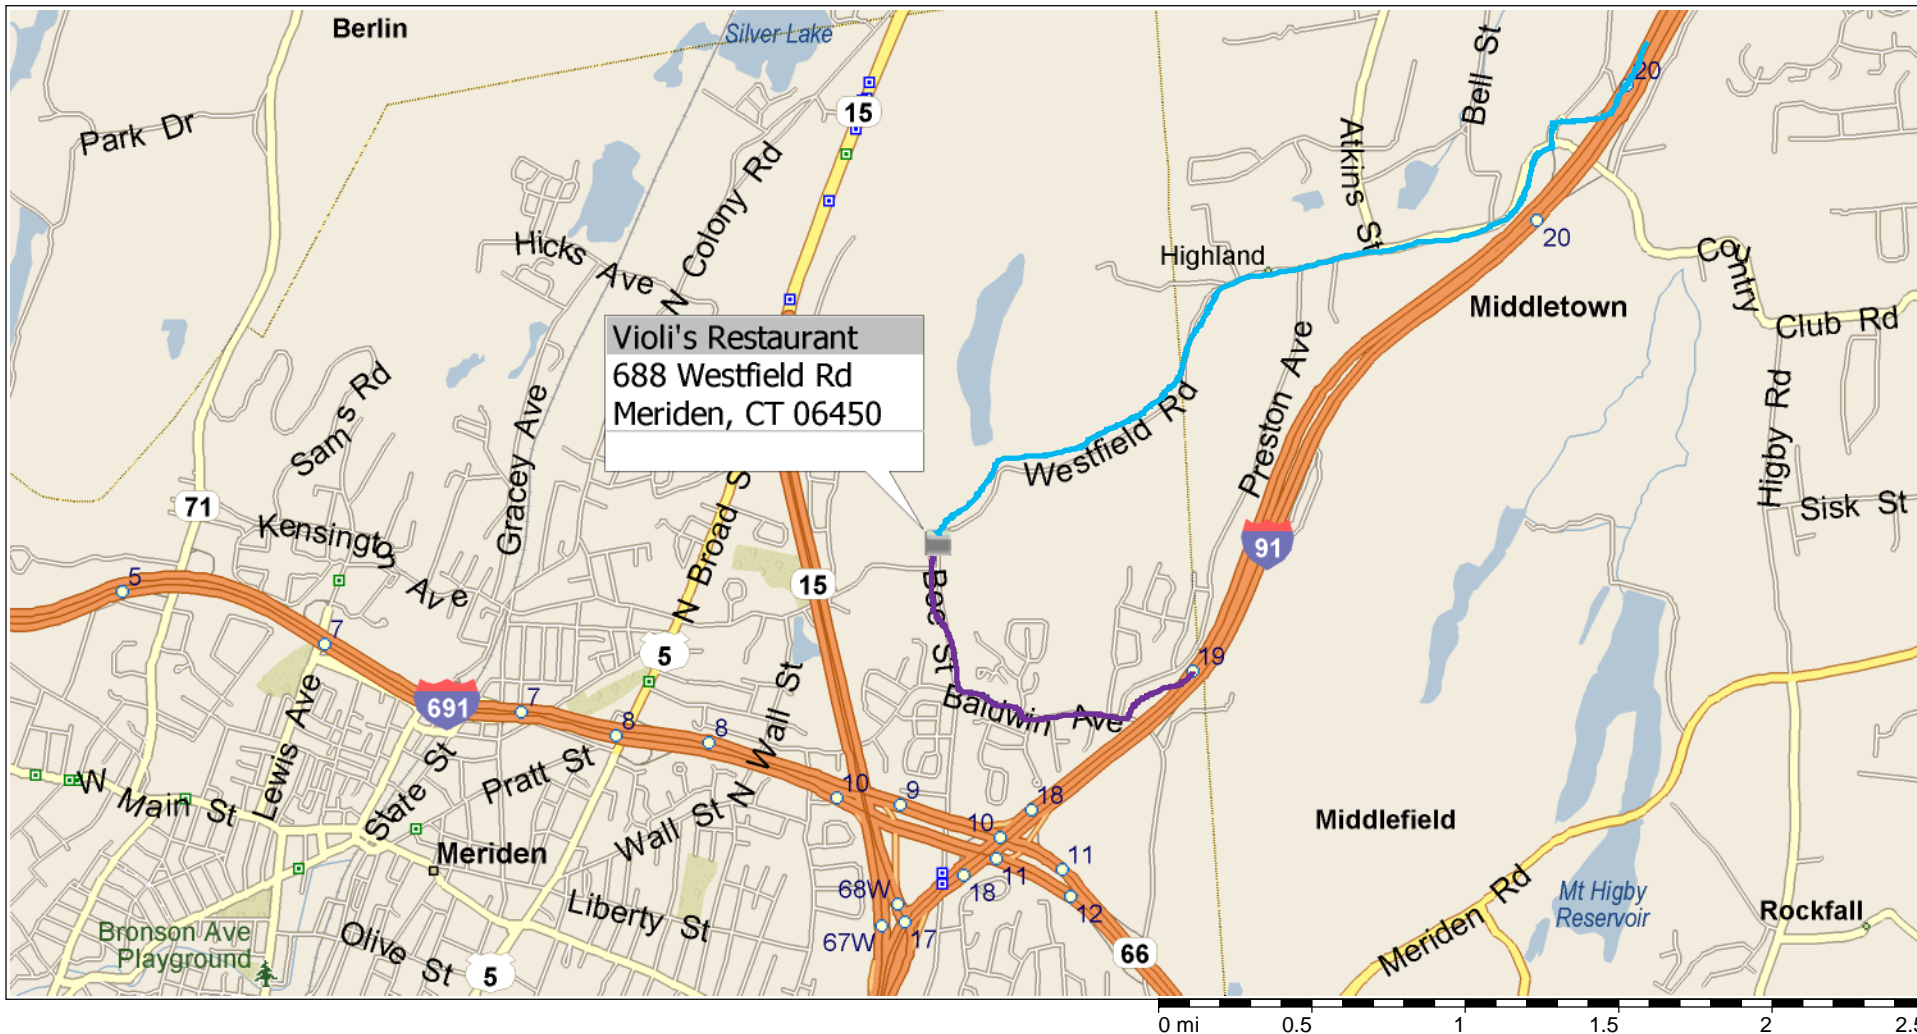 Berlin
Silver Lake
20
Bell St
15
Park Dr
Atkins St
N Colony Rd
Hicks Ave
20
Country
Club Rd
Highland
Middletown
Violi's Restaurant
688 Westfield Rd
Meriden, CT 06450
Preston Ave
Sam's Rd
Gracey Ave
Westfield Rd
Higby Rd
Sisk St
71
Kensington Ave
N Broad S
91
5
15
Bee St
7
5
19
691
7
8
8
Lewis Ave
N Wall St
Baldwin Ave
State St
Pratt St
10
9
18
W Main St
Wall St
10
Middlefield
Meriden
11
11
18
12
68W
Liberty St
67W
17
Meriden Rd
Mt Higby
Reservoir
Rockfall
Bronson Ave
Playground
Olive St
5
66
0 mi
0.5
1
1.5
2
2.5